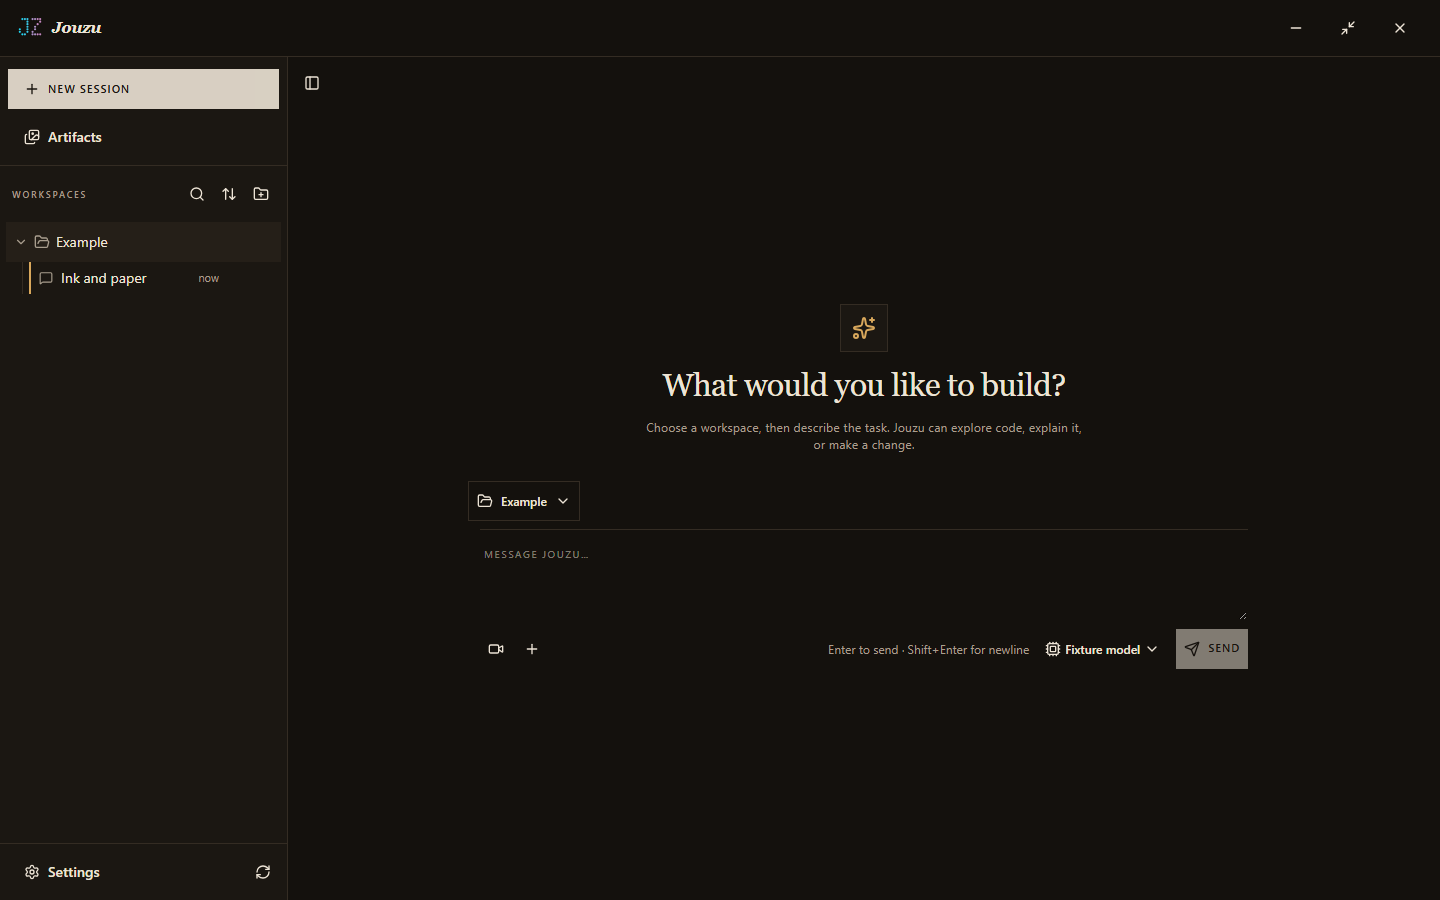 JZ Jouzu
NEW SESSION
Artifacts
WORKSPACES
Example
Ink and paper now
What would you like to build?
Choose a workspace, then describe the task. Jouzu can explore code, explain it,
or make a change.
Example
MESSAGE JOUZU...
Enter to send · Shift+Enter for newline Fixture model SEND
Settings